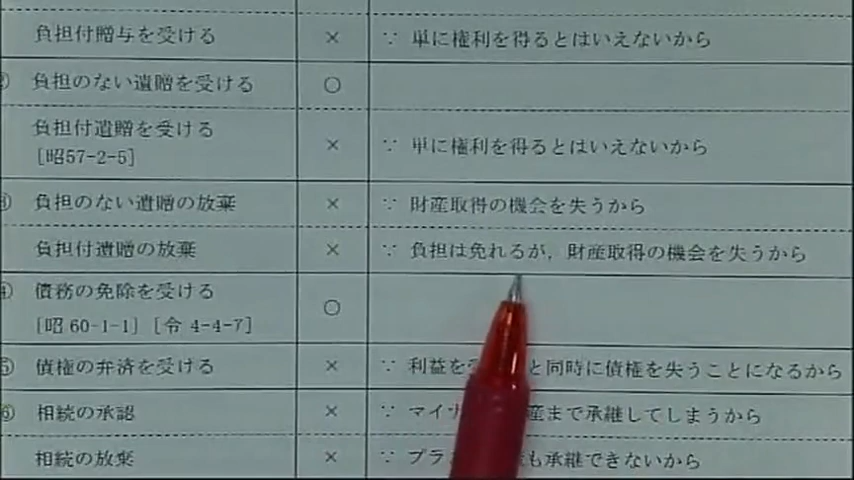 負担付贈与を受ける × ∵ 単に権利を得るとはいえないから
② 負担のない遺贈を受ける ○
負担付遺贈を受ける
[昭57-2-5] × ∵ 単に権利を得るとはいえないから
③ 負担のない遺贈の放棄 × ∵ 財産取得の機会を失うから
負担付遺贈の放棄 × ∵ 負担は免れるが，財産取得の機会を失うから
④ 債務の免除を受ける
[昭 60-1-1] [令 4-4-7] ○
⑤ 債権の弁済を受ける × ∵ 利益を と同時に債権を失うことになるから
⑥ 相続の承認 × ∵ マイ 産まで承継してしまうから
相続の放棄 × ∵ プラ も承継できないから